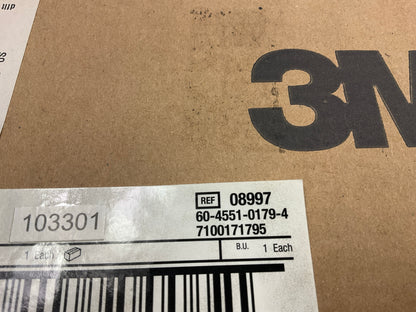 3M
REF 08997
60-4551-0179-4
103301
7100171795
1 Each
B.U. 1 Each